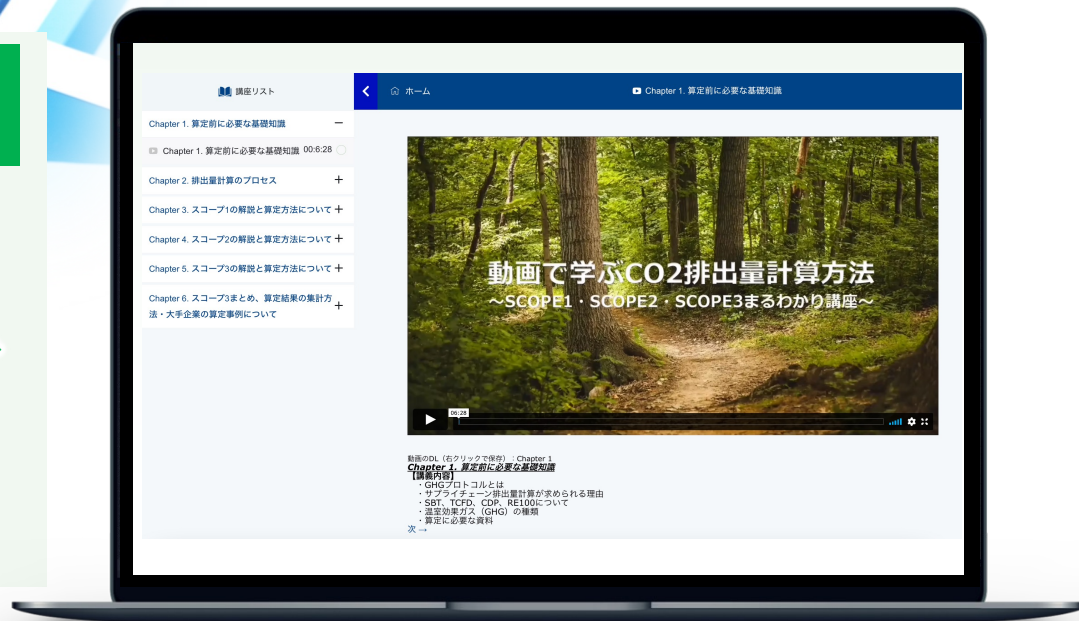 講座リスト
ホーム
Chapter 1. 算定前に必要な基礎知識
Chapter 1. 算定前に必要な基礎知識
Chapter 1. 算定前に必要な基礎知識 00:6:28
Chapter 2. 排出量計算のプロセス
Chapter 3. スコープ1の解説と算定方法について
Chapter 4. スコープ2の解説と算定方法について
Chapter 5. スコープ3の解説と算定方法について
Chapter 6. スコープ3まとめ、算定結果の集計方
法・大手企業の算定事例について
動画で学ぶCO2排出量計算方法
～SCOPE1・SCOPE2・SCOPE3まるわかり講座～
06:28
動画のDL（右クリックで保存）：Chapter 1
Chapter 1. 算定前に必要な基礎知識
【講義内容】
・GHGプロトコルとは
・サプライチェーン排出量計算が求められる理由
・SBT、TCFD、CDP、RE100について
・温室効果ガス（GHG）の種類
・算定に必要な資料
次 →